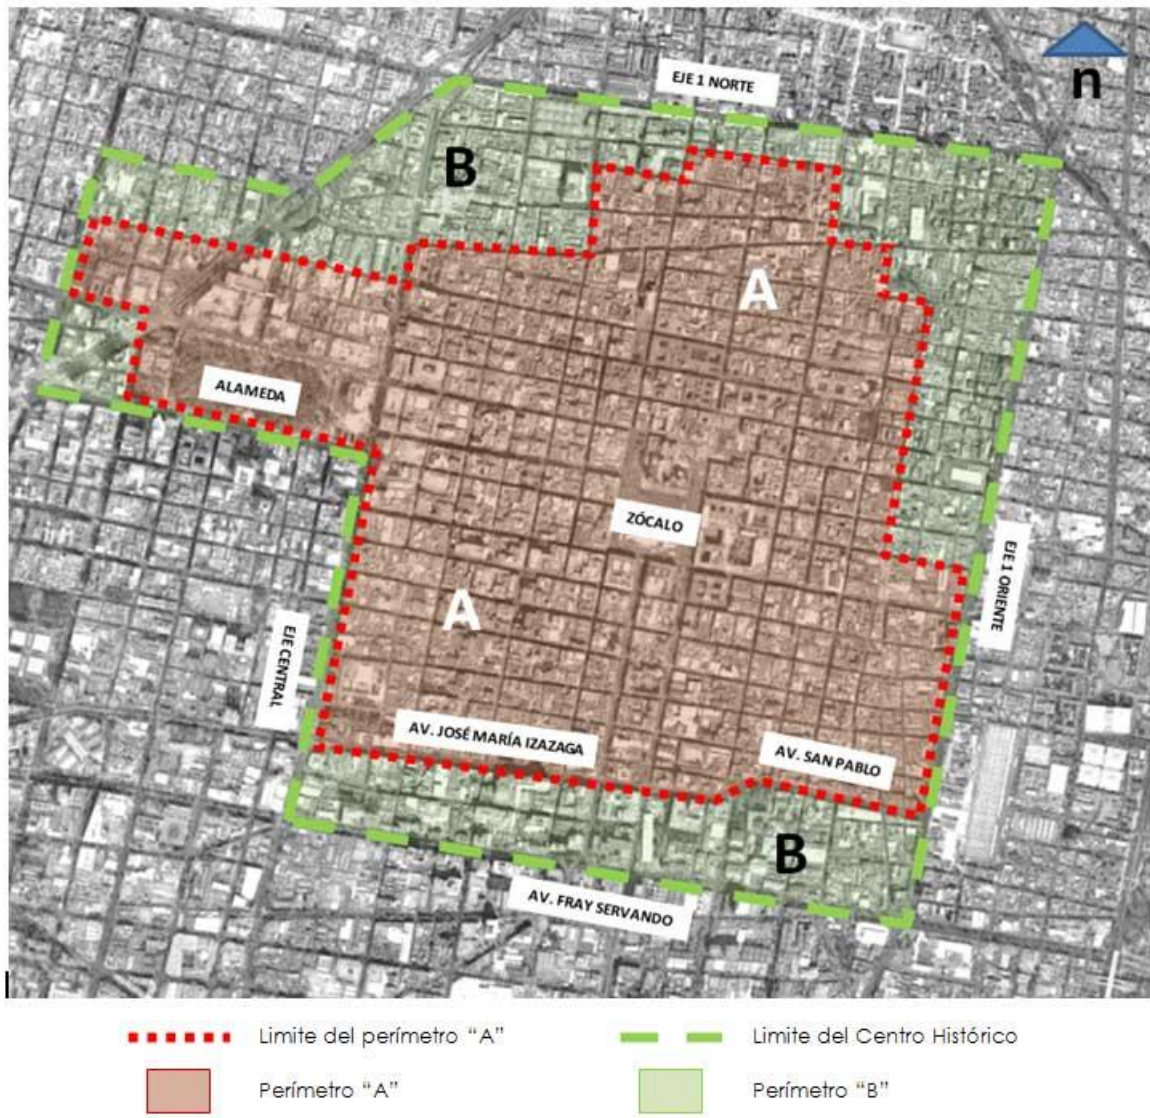 EJE 1 NORTE
n
B
A
ALAMEDA
ZÓCALO
EJE 1 ORIENTE
A
EJE CENTRAL
AV. JOSÉ MARÍA IZAZAGA
AV. SAN PABLO
B
AV. FRAY SERVANDO
Limite del perímetro “A”
Limite del Centro Histórico
Perímetro “A”
Perímetro “B”